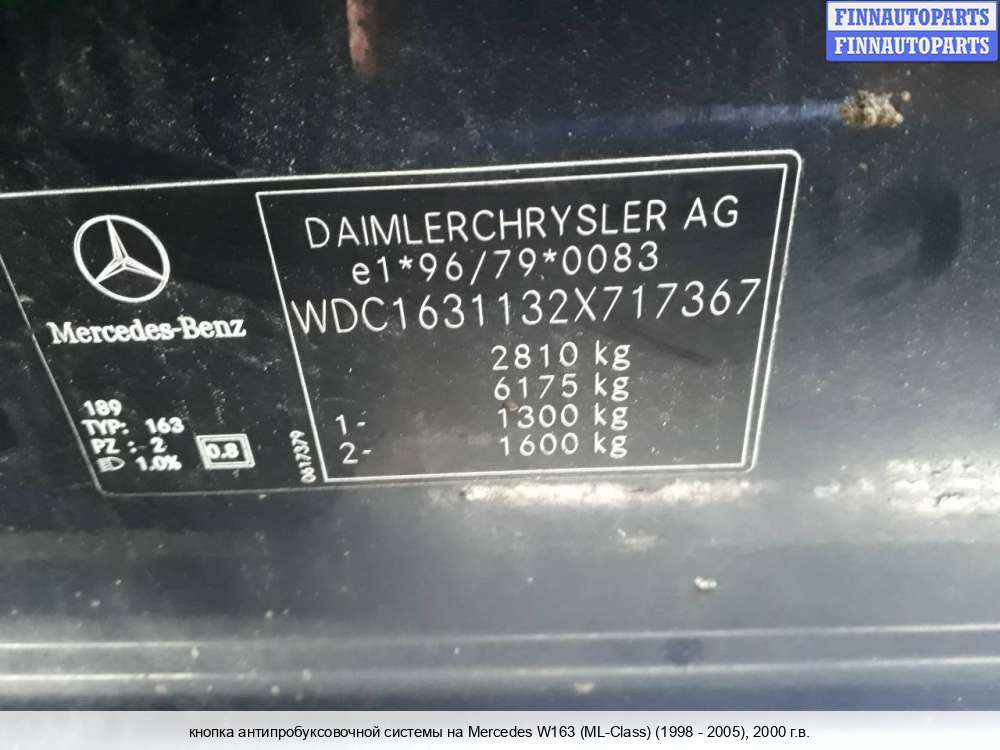 FINNAUTOPARTS
FINNAUTOPARTS
DAIMLERCHRYSLER AG
e1*96/79*0083
WDC1631132X717367
Mercedes-Benz
2810 kg
6175 kg
1- 1300 kg
2- 1600 kg
189
TYP: 163
PZ : 2
1.0%
0.8
0617379
кнопка антипробуксовочной системы на Mercedes W163 (ML-Class) (1998 - 2005), 2000 г.в.